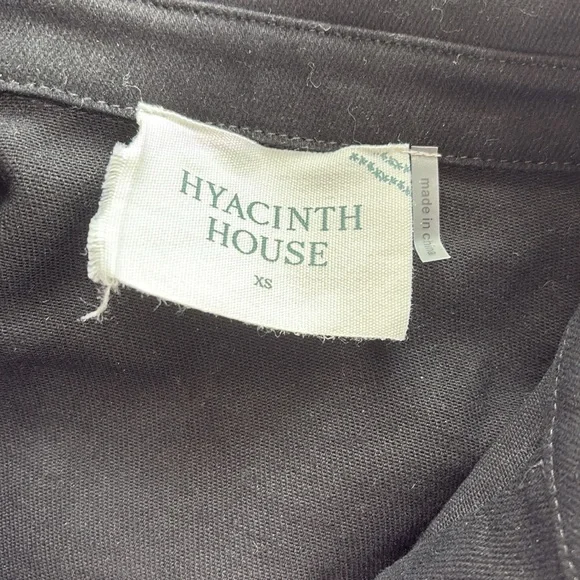 HYACINTH
HOUSE
XS
made in china